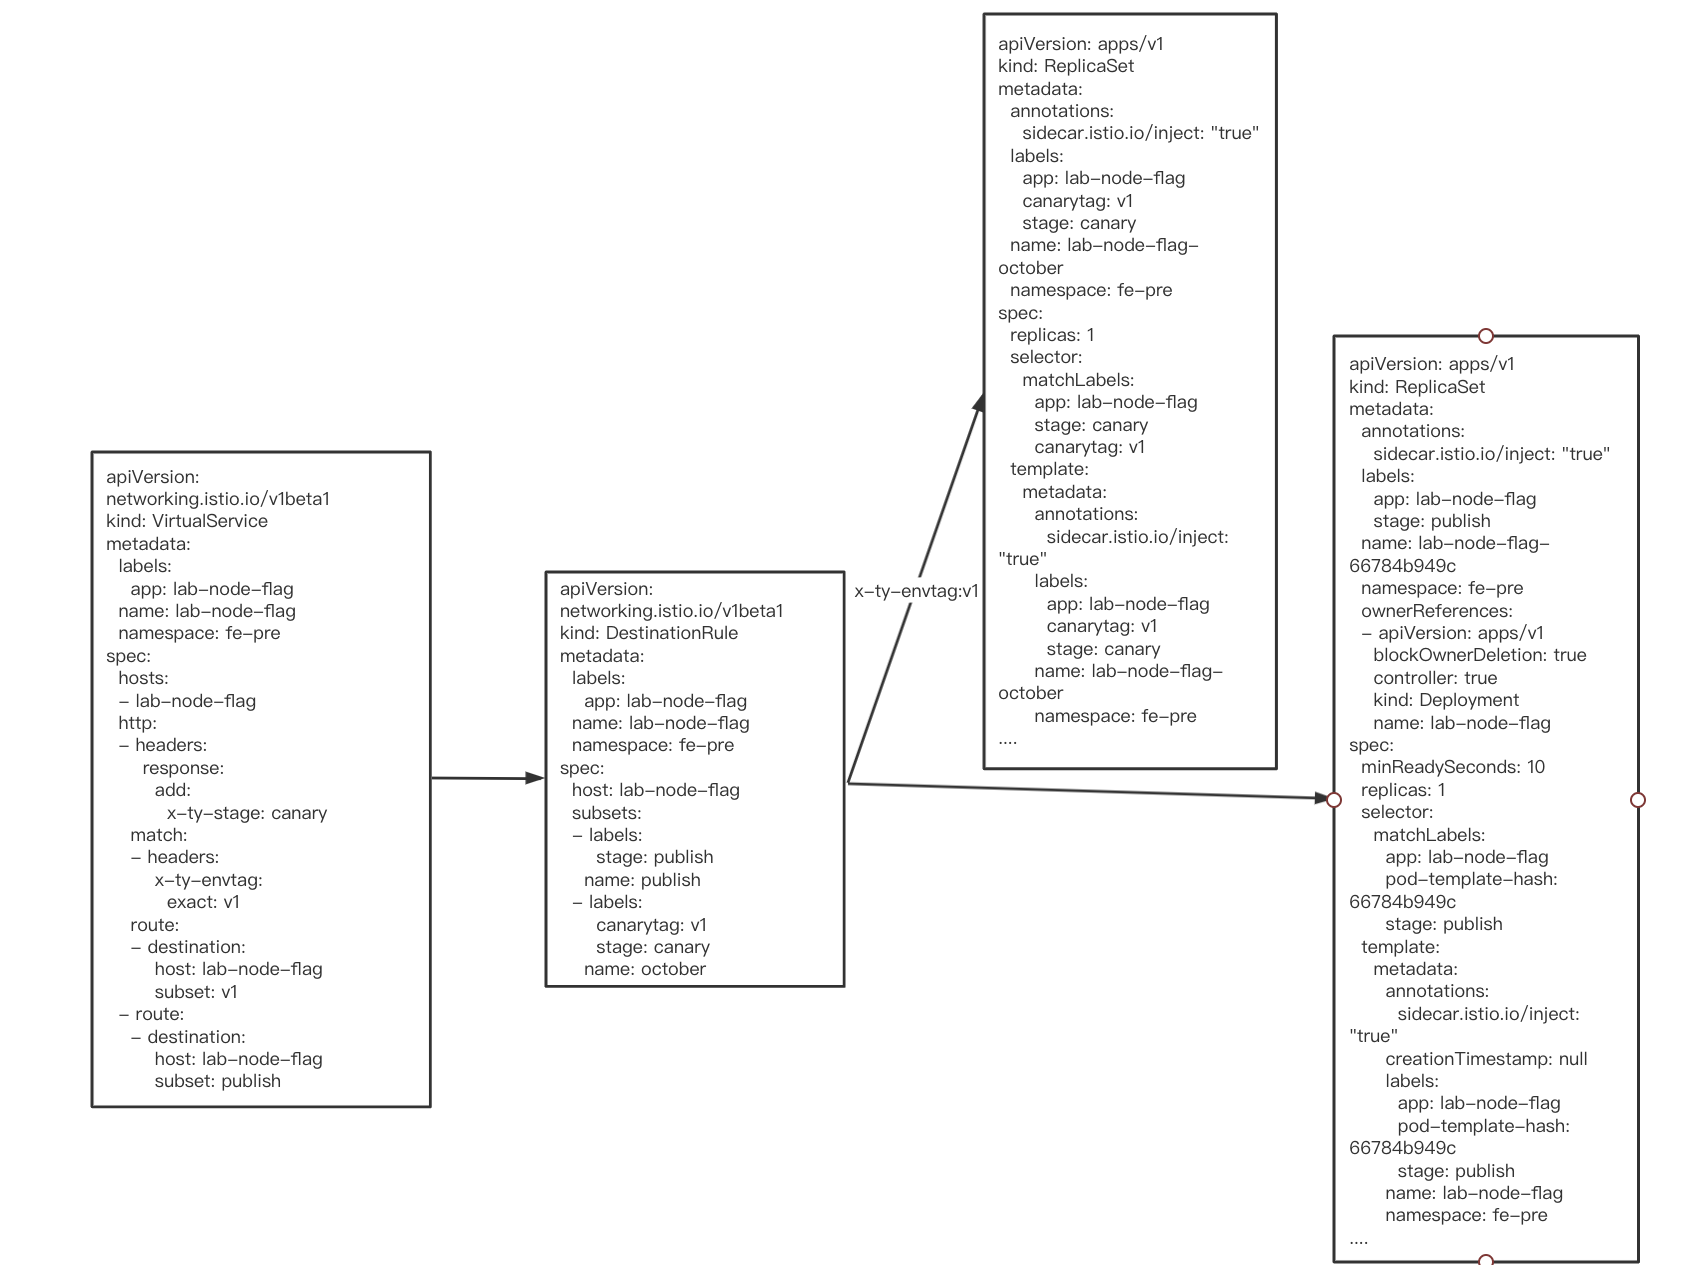 apiVersion:
networking.istio.io/v1beta1
kind: VirtualService
metadata:
  labels:
    app: lab-node-flag
  name: lab-node-flag
  namespace: fe-pre
spec:
  hosts:
  - lab-node-flag
  http:
  - headers:
      response:
        add:
          x-ty-stage: canary
    match:
    - headers:
        x-ty-envtag:
          exact: v1
    route:
    - destination:
        host: lab-node-flag
        subset: v1
  - route:
    - destination:
        host: lab-node-flag
        subset: publish
apiVersion:
networking.istio.io/v1beta1
kind: DestinationRule
metadata:
  labels:
    app: lab-node-flag
  name: lab-node-flag
  namespace: fe-pre
spec:
  host: lab-node-flag
  subsets:
  - labels:
      stage: publish
    name: publish
  - labels:
      canarytag: v1
      stage: canary
    name: october
x-ty-envtag:v1
apiVersion: apps/v1
kind: ReplicaSet
metadata:
  annotations:
    sidecar.istio.io/inject: "true"
  labels:
    app: lab-node-flag
    canarytag: v1
    stage: canary
  name: lab-node-flag-
october
  namespace: fe-pre
spec:
  replicas: 1
  selector:
    matchLabels:
      app: lab-node-flag
      stage: canary
      canarytag: v1
  template:
    metadata:
      annotations:
        sidecar.istio.io/inject:
"true"
      labels:
        app: lab-node-flag
        canarytag: v1
        stage: canary
      name: lab-node-flag-
october
      namespace: fe-pre
....
apiVersion: apps/v1
kind: ReplicaSet
metadata:
  annotations:
    sidecar.istio.io/inject: "true"
  labels:
    app: lab-node-flag
    stage: publish
  name: lab-node-flag-
66784b949c
  namespace: fe-pre
  ownerReferences:
  - apiVersion: apps/v1
    blockOwnerDeletion: true
    controller: true
    kind: Deployment
    name: lab-node-flag
spec:
  minReadySeconds: 10
  replicas: 1
  selector:
    matchLabels:
      app: lab-node-flag
      pod-template-hash:
66784b949c
      stage: publish
  template:
    metadata:
      annotations:
        sidecar.istio.io/inject:
"true"
      creationTimestamp: null
      labels:
        app: lab-node-flag
        pod-template-hash:
66784b949c
        stage: publish
      name: lab-node-flag
      namespace: fe-pre
....